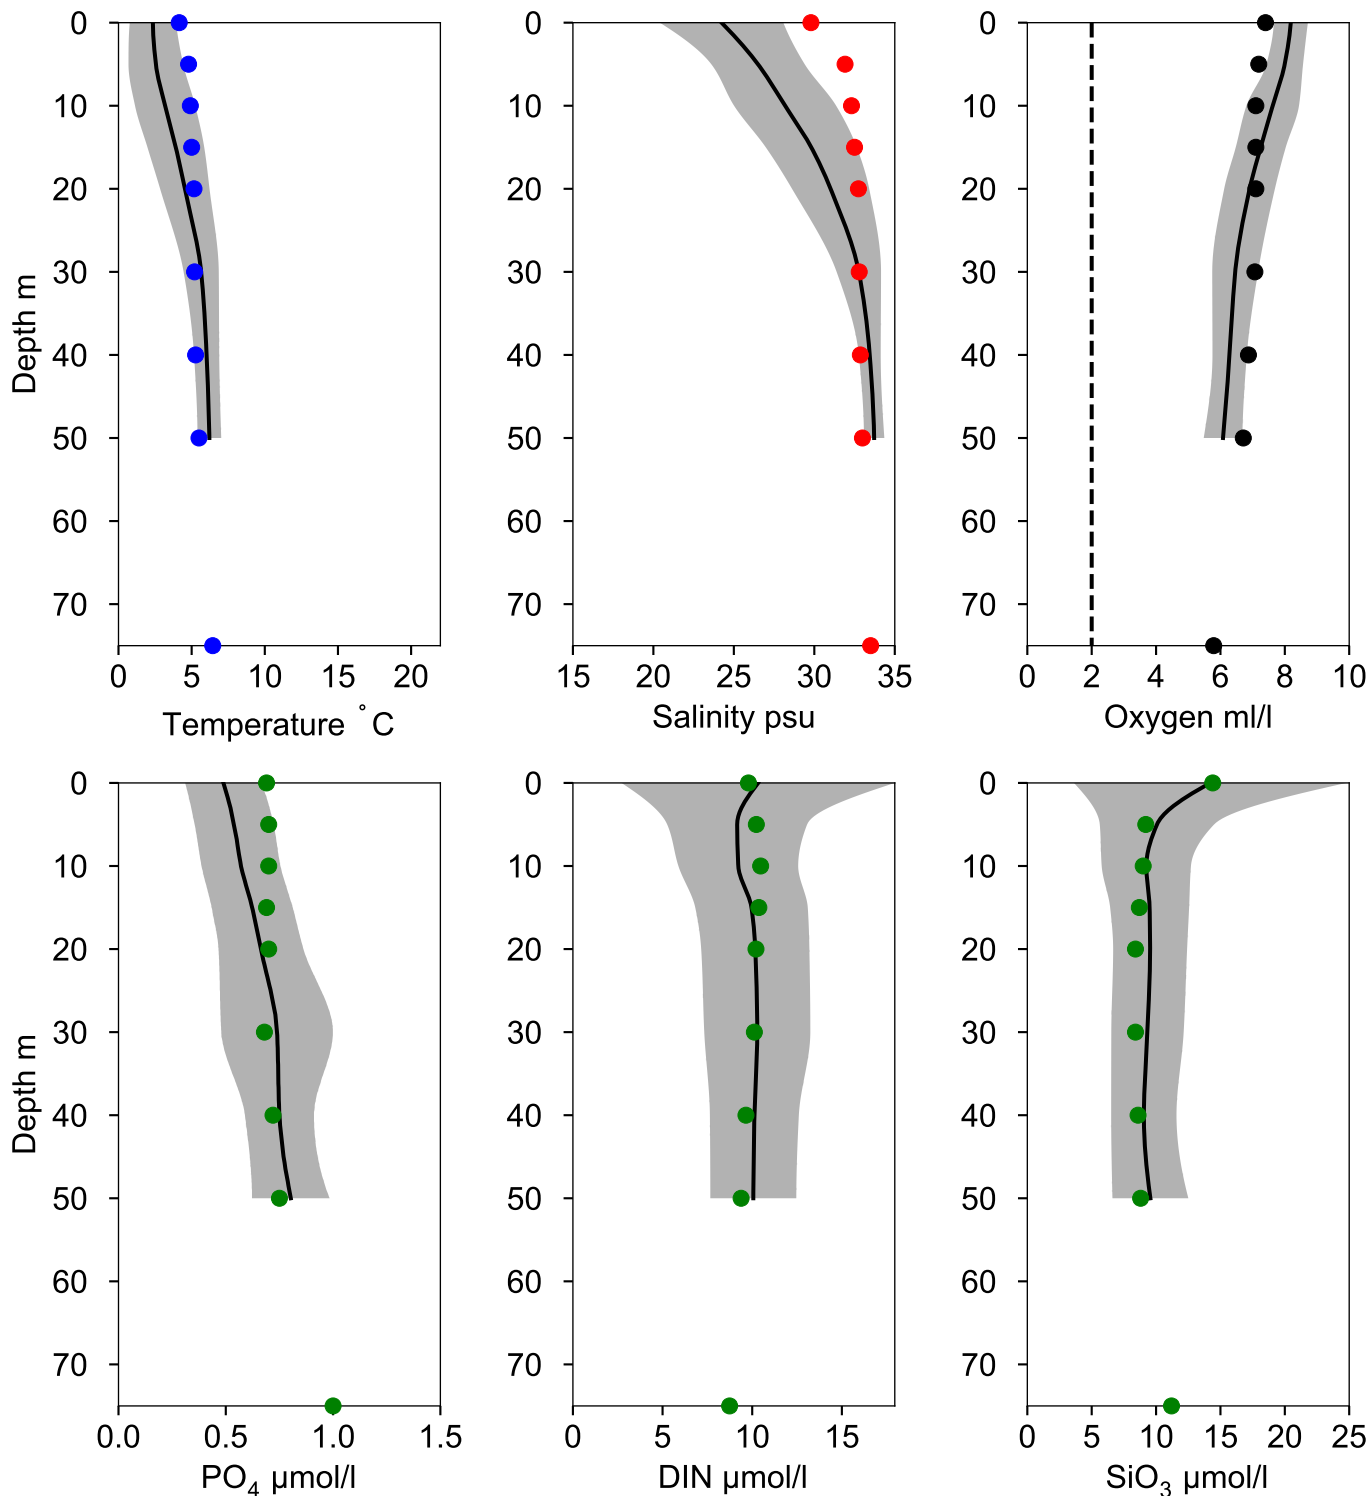 0 0 0
10 10 10
20 20 20
30 30 30
40 40 40
50 50 50
60 60 60
70 70 70
Depth m
0 5 10 15 20 15 20 25 30 35 0 2 4 6 8 10
Temperature °C Salinity psu Oxygen ml/l
0 0 0
10 10 10
20 20 20
30 30 30
40 40 40
50 50 50
60 60 60
70 70 70
Depth m
0.0 0.5 1.0 1.5 0 5 10 15 0 5 10 15 20 25
PO₄ µmol/l DIN µmol/l SiO₃ µmol/l